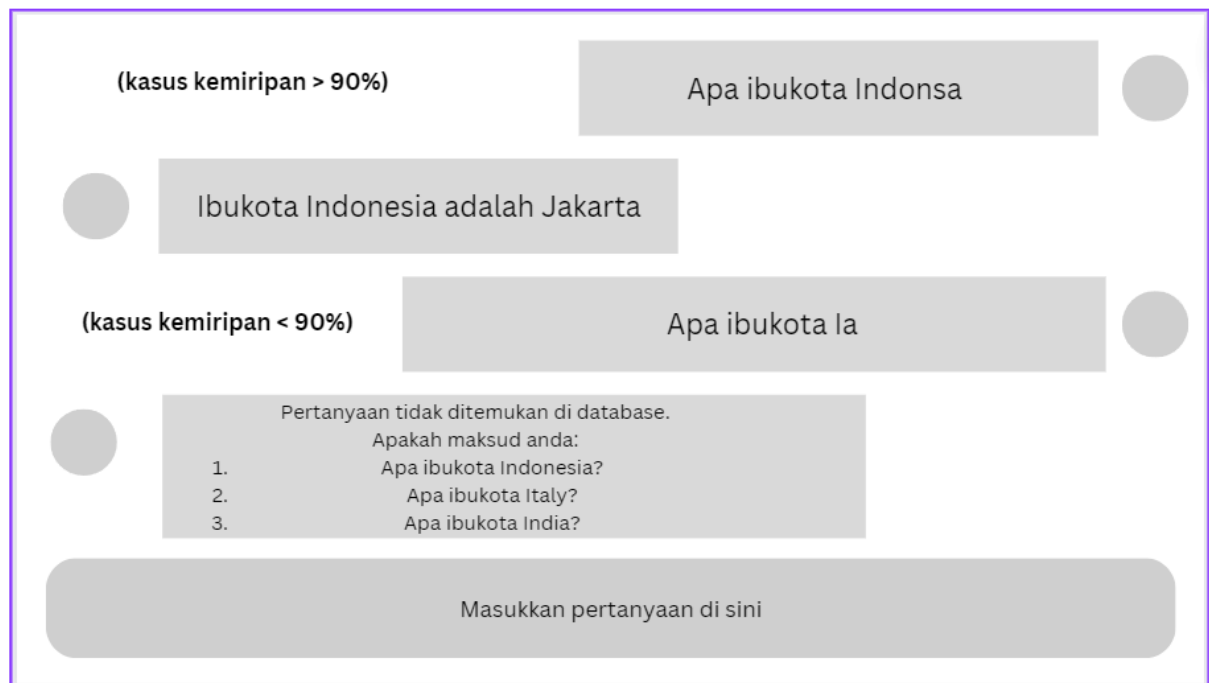 (kasus kemiripan > 90%)
Apa ibukota Indonsa
Ibukota Indonesia adalah Jakarta
(kasus kemiripan < 90%)
Apa ibukota Ia
Pertanyaan tidak ditemukan di database.
Apakah maksud anda:
1. Apa ibukota Indonesia?
2. Apa ibukota Italy?
3. Apa ibukota India?
Masukkan pertanyaan di sini